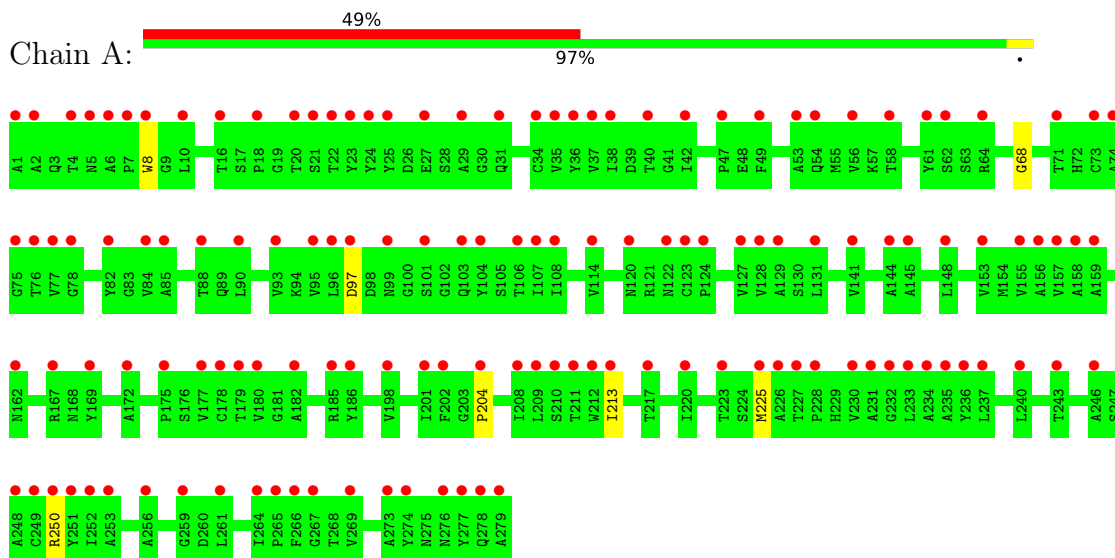 49%
Chain A:
97%
.
A1 A2 Q3 T4 N5 A6 P7 W8 G9 L10 T16 S17 P18 G19 T20 S21 T22 Y23 Y24 Y25 D26 E27 S28 A29 G30 Q31 C34 V35 Y36 V37 I38 D39 T40 G41 I42 P47 E48 F49 A53 Q54 M55 V56 K57 T58 Y61 S62 S63 R64 G68 T71 H72 C73 A74
G75 T76 V77 G78 Y82 G83 V84 A85 T88 Q89 L90 V93 K94 V95 L96 D97 D98 N99 G100 S101 G102 Q103 Y104 S105 T106 I107 I108 V114 N120 R121 N122 C123 P124 V127 V128 A129 S130 L131 V141 A144 A145 L148 V153 M154 V155 A156 V157 A158 A159
N162 R167 N168 Y169 A172 P175 S176 V177 C178 T179 V180 G181 A182 R185 Y186 V198 I201 F202 G203 P204 I208 L209 S210 T211 W212 I213 T217 I220 T223 S224 M225 A226 T227 P228 H229 V230 A231 G232 L233 A234 A235 Y236 L237 L240 T243 A246 S247
A248 C249 R250 Y251 I252 A253 A256 G259 D260 L261 I264 P265 F266 G267 T268 V269 A273 Y274 N275 N276 Y277 Q278 A279